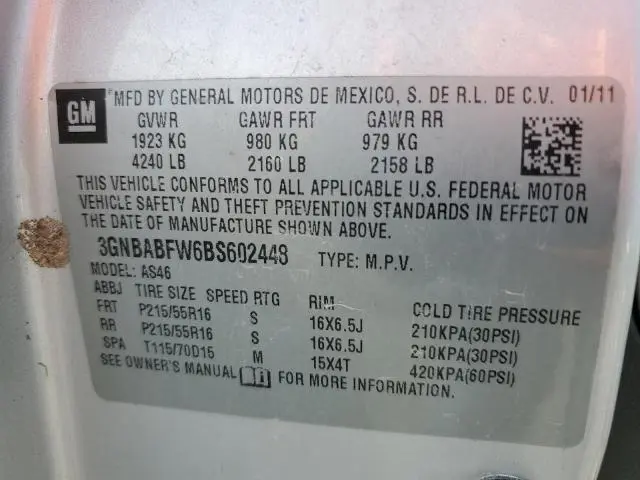 GM
MFD BY GENERAL MOTORS DE MEXICO, S. DE R.L. DE C.V. 01/11
GVWR GAWR FRT GAWR RR
1923 KG 980 KG 979 KG
4240 LB 2160 LB 2158 LB
THIS VEHICLE CONFORMS TO ALL APPLICABLE U.S. FEDERAL MOTOR
VEHICLE SAFETY AND THEFT PREVENTION STANDARDS IN EFFECT ON
THE DATE OF MANUFACTURE SHOWN ABOVE.
3GNBABFW6BS602448 TYPE: M.P.V.
MODEL: AS46
ABBJ TIRE SIZE SPEED RTG RIM COLD TIRE PRESSURE
FRT P215/55R16 S 16X6.5J 210KPA(30PSI)
RR P215/55R16 S 16X6.5J 210KPA(30PSI)
SPA T115/70D15 M 15X4T 420KPA(60PSI)
SEE OWNER'S MANUAL FOR MORE INFORMATION.